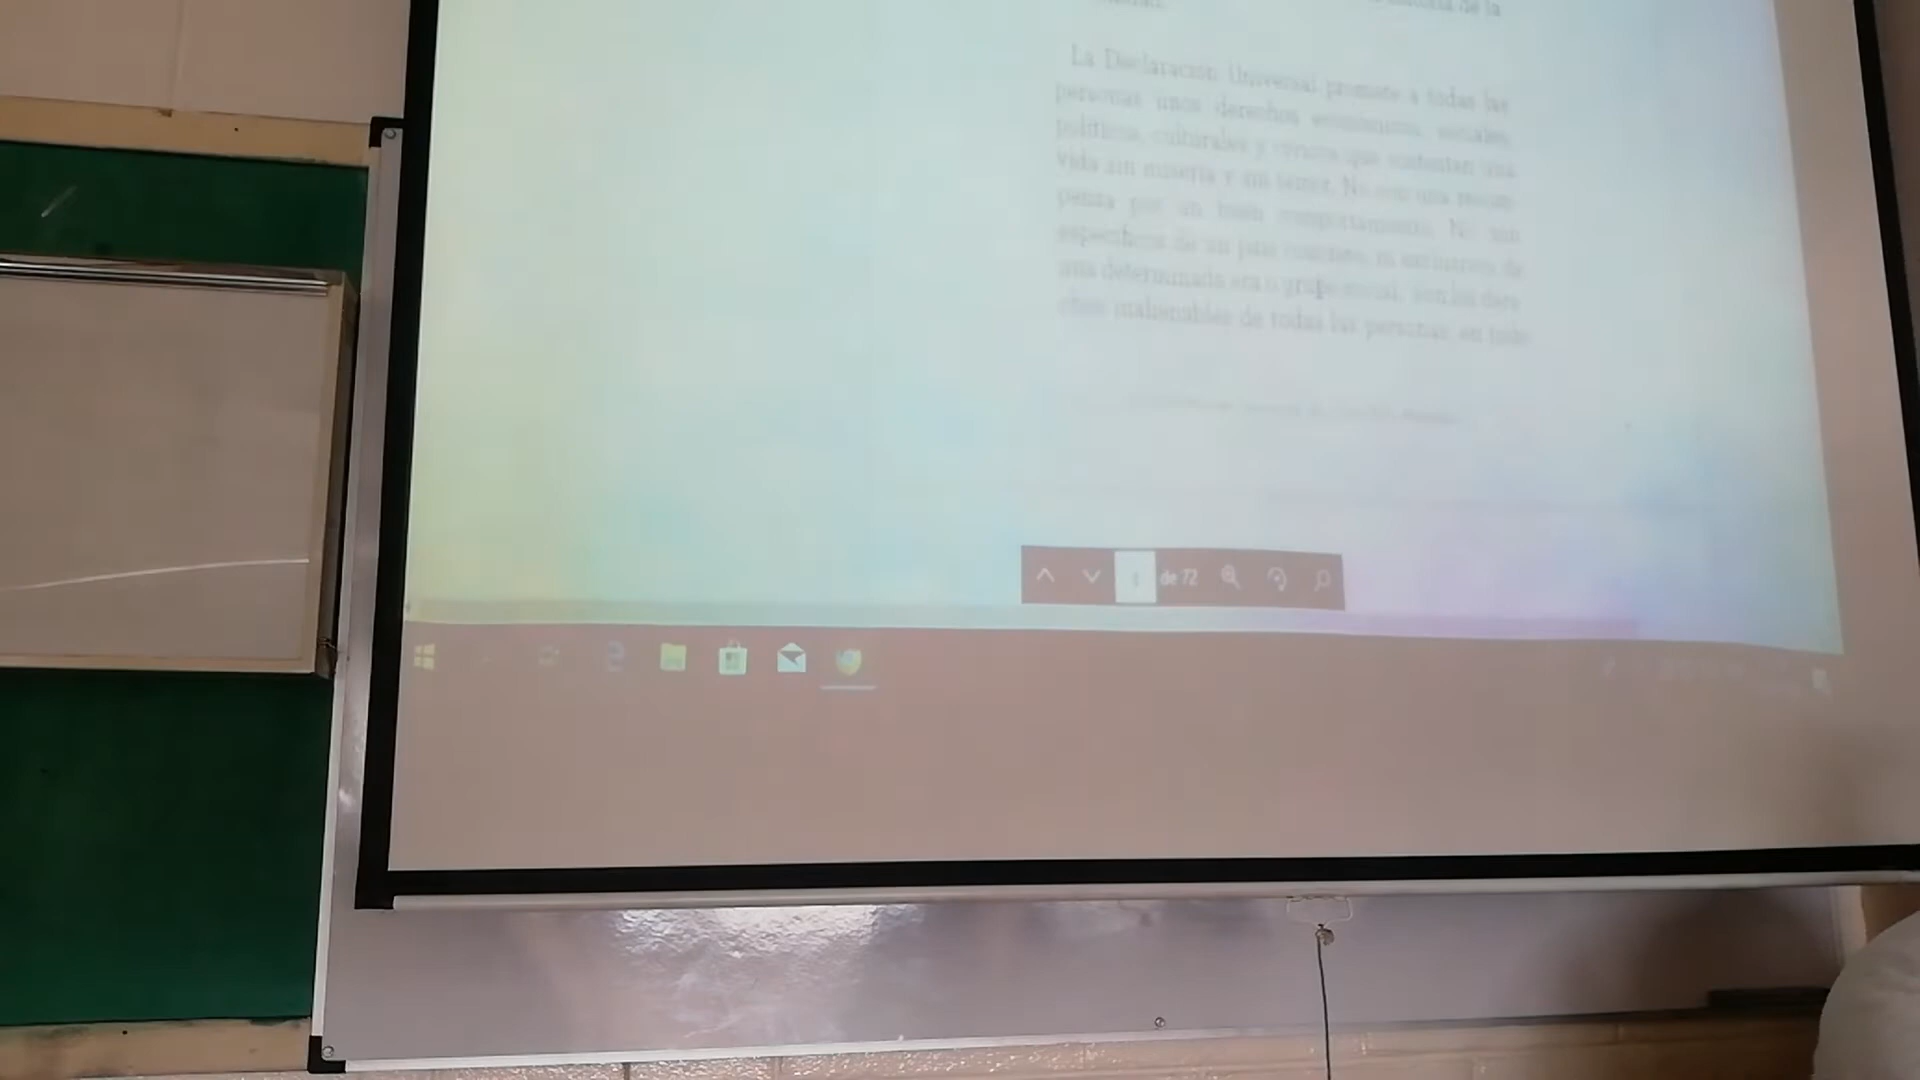 de la
La Declaración Universal promete a todas las
personas unos derechos económicos, sociales,
políticos, culturales y cívicos que sustentan una
vida sin miseria y sin temor. No son una recom-
pensa por un buen comportamiento. No son
específicos de un país concreto, ni exclusivos de
una determinada era o grupo social. Son los dere
chos inalienables de todas las personas, en todo
de 72